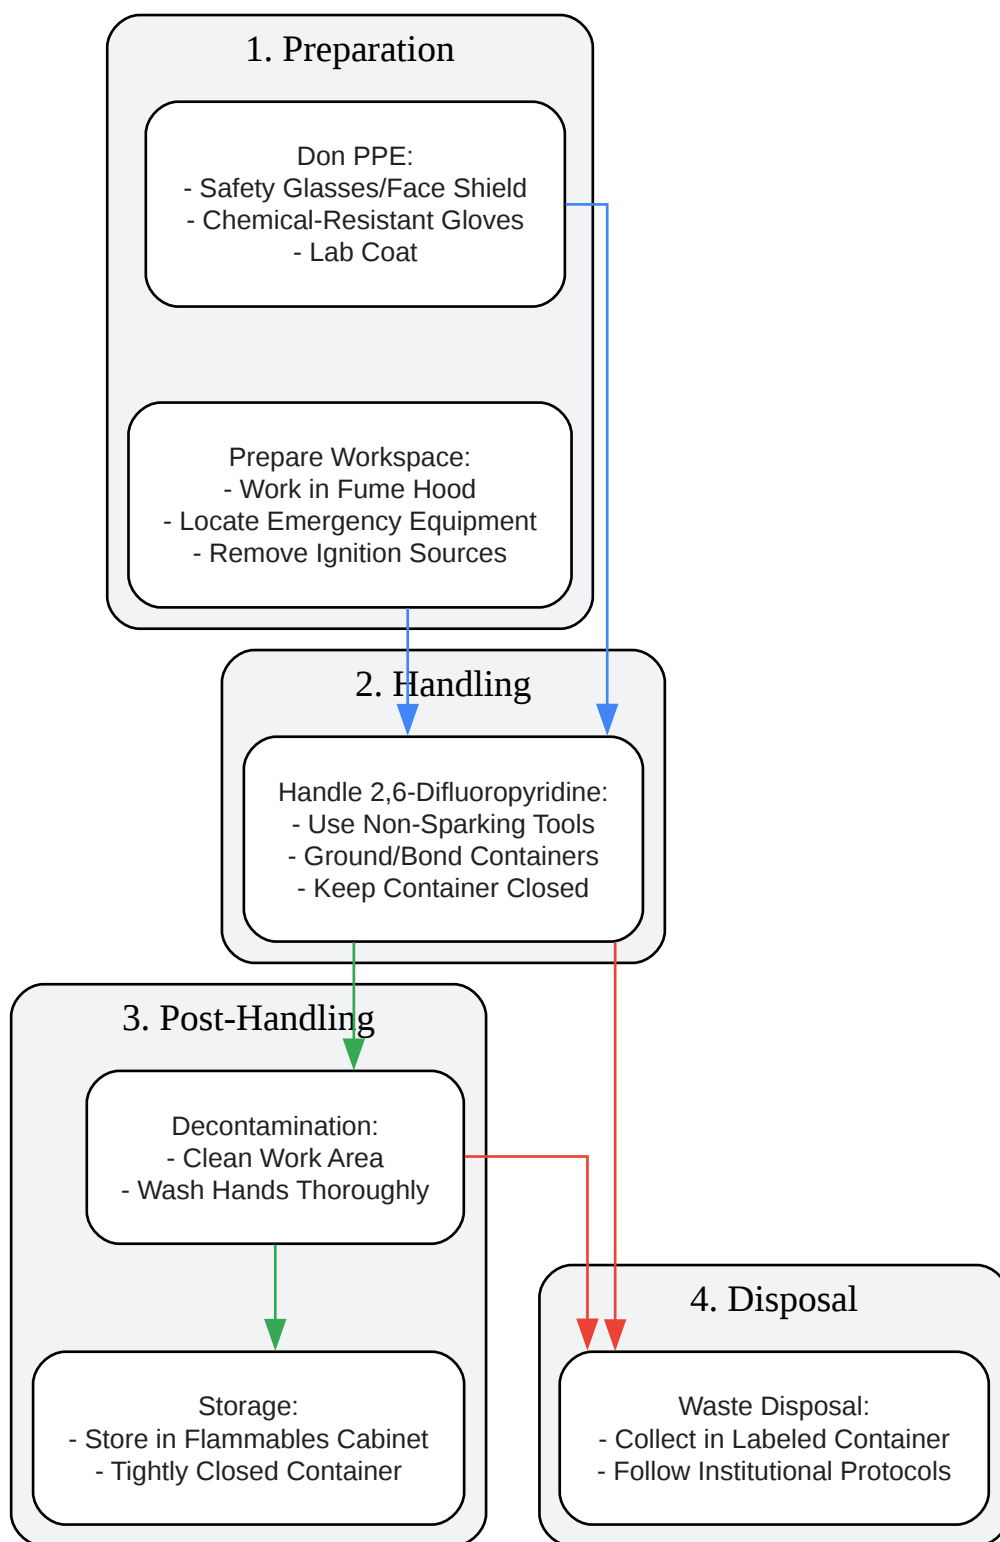 1. Preparation
Don PPE:
- Safety Glasses/Face Shield
- Chemical-Resistant Gloves
- Lab Coat
Prepare Workspace:
- Work in Fume Hood
- Locate Emergency Equipment
- Remove Ignition Sources
2. Handling
Handle 2,6-Difluoropyridine:
- Use Non-Sparking Tools
- Ground/Bond Containers
- Keep Container Closed
3. Post-Handling
Decontamination:
- Clean Work Area
- Wash Hands Thoroughly
Storage:
- Store in Flammables Cabinet
- Tightly Closed Container
4. Disposal
Waste Disposal:
- Collect in Labeled Container
- Follow Institutional Protocols